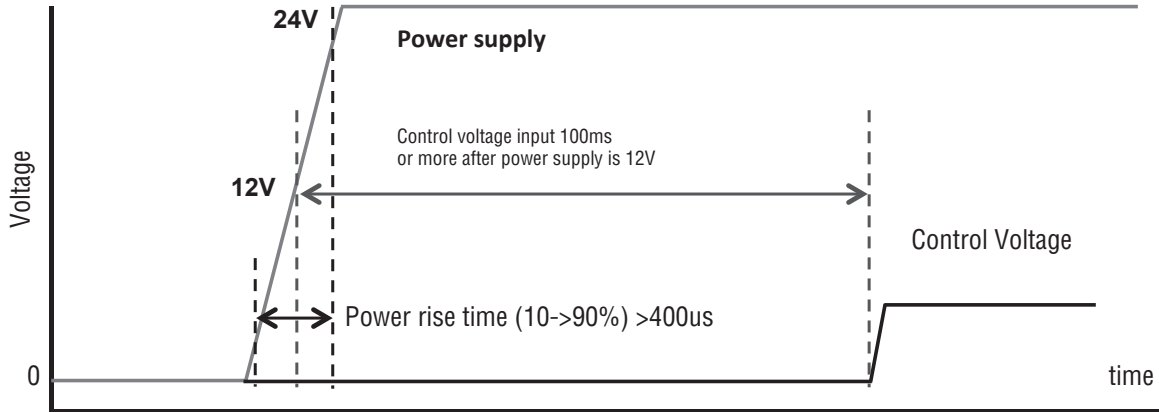 24V
Power supply
Control voltage input 100ms
or more after power supply is 12V
12V
Voltage
Control Voltage
Power rise time (10->90%) >400us
0
time